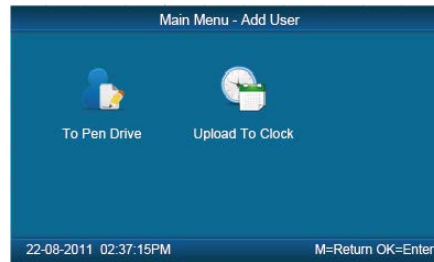 Main Menu - Add User
To Pen Drive
Upload To Clock
22-08-2011 02:37:15PM
M=Return OK=Enter